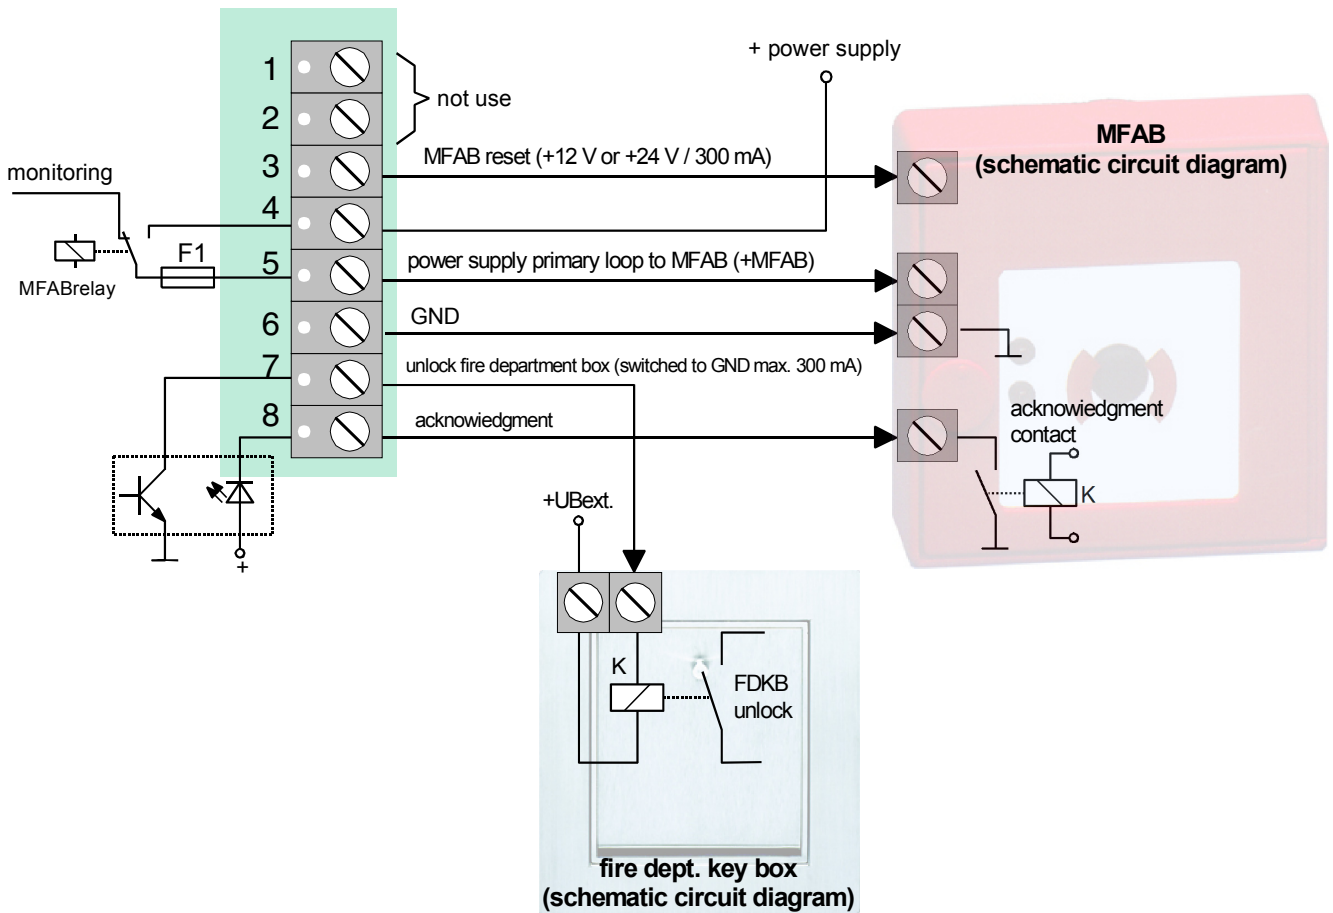 + power supply
1
not use
2
MFAB
(schematic circuit diagram)
MFAB reset (+12 V or +24 V / 300 mA)
3
monitoring
4
F1
5
power supply primary loop to MFAB (+MFAB)
MFABrelay
6
GND
7
unlock fire department box (switched to GND max. 300 mA)
8
acknowiedgment
acknowiedgment
contact
K
+UBext.
+
K
FDKB
unlock
fire dept. key box
(schematic circuit diagram)